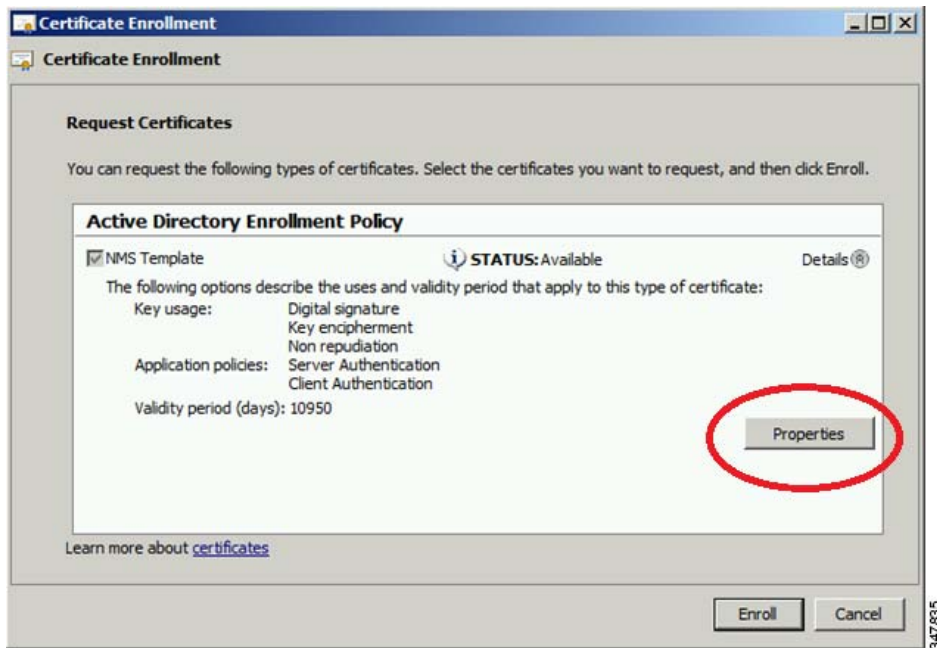 Certificate Enrollment
Certificate Enrollment
Request Certificates
You can request the following types of certificates. Select the certificates you want to request, and then click Enroll.
Active Directory Enrollment Policy
NMS Template STATUS: Available Details
The following options describe the uses and validity period that apply to this type of certificate:
Key usage: Digital signature
Key encipherment
Non repudiation
Application policies: Server Authentication
Client Authentication
Validity period (days): 10950
Properties
Learn more about certificates
Enroll Cancel
347835